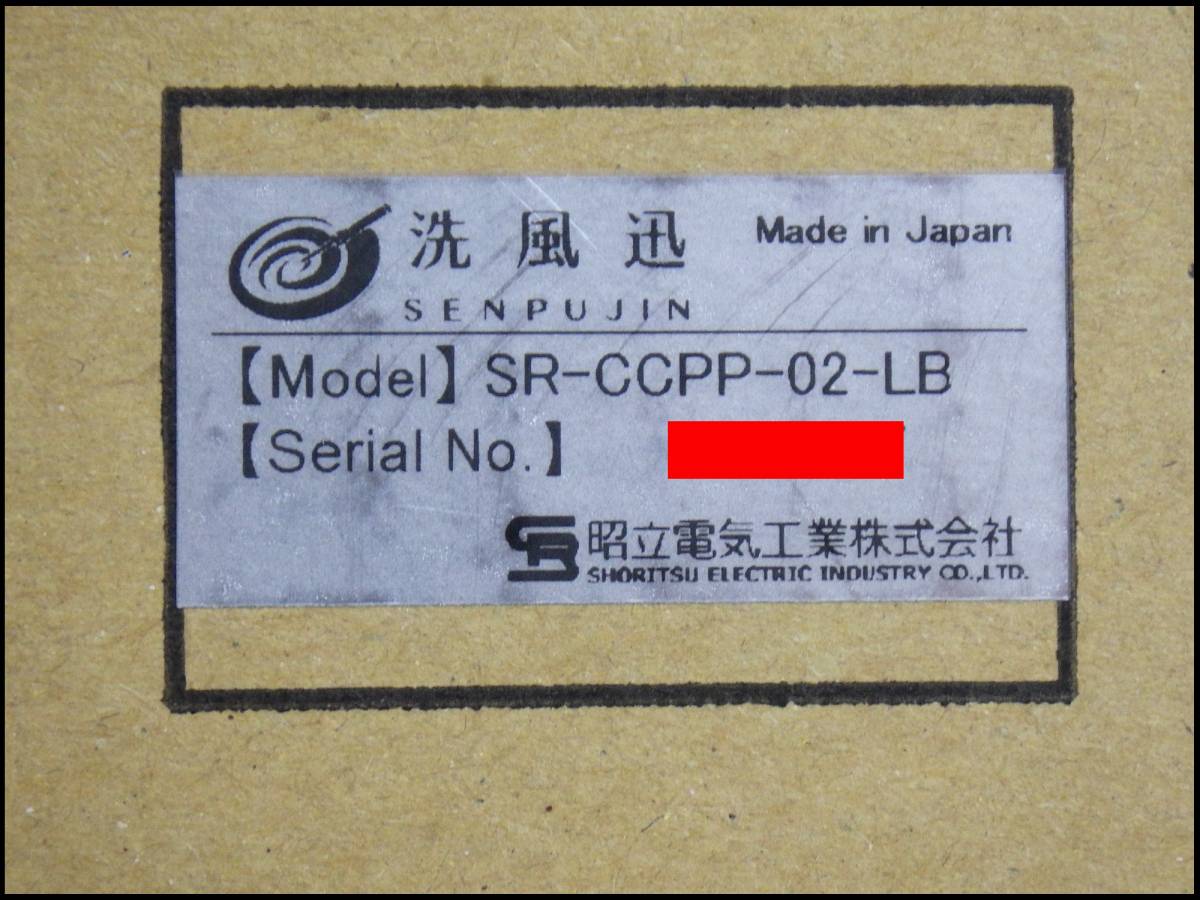 洗風迅 Made in Japan
SENPUJIN
【Model】 SR-CCPP-02-LB
【Serial No.】
昭立電気工業株式会社
SHORITSU ELECTRIC INDUSTRY CO.,LTD.